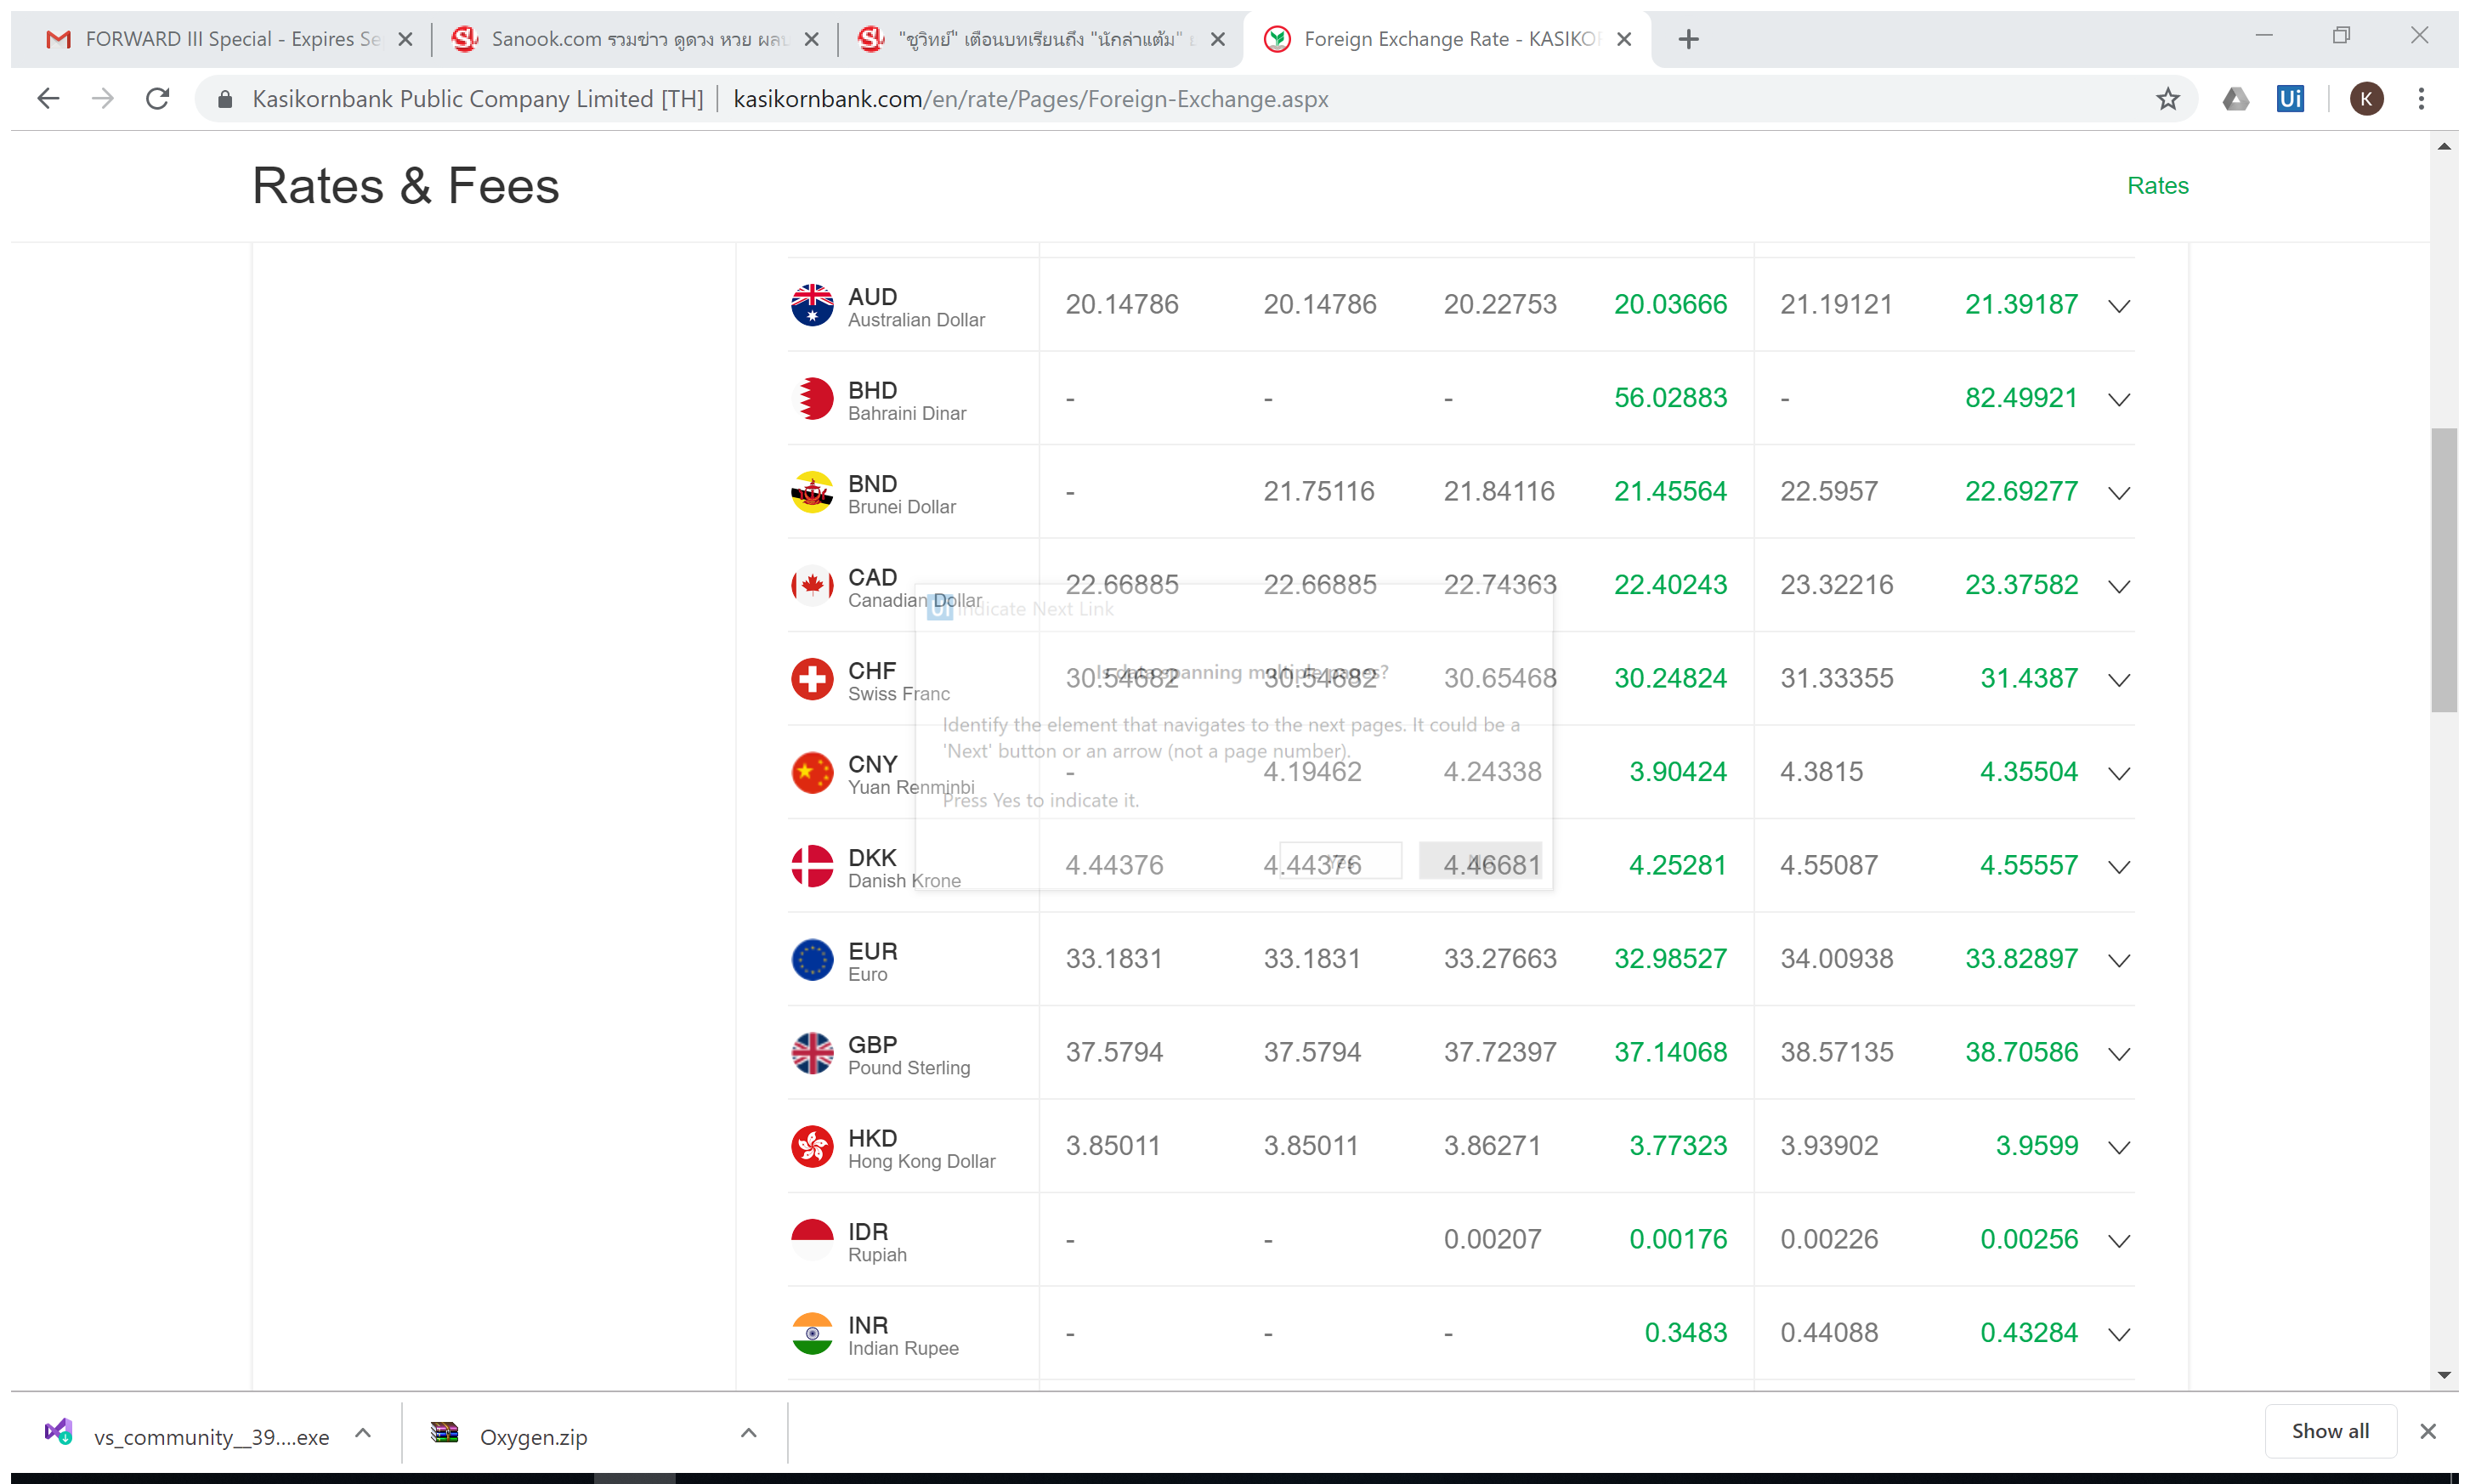 FORWARD III Special - Expires Se
Sanook.com รวมข่าว ดูดวง หวย ผลบ
"ชูวิทย์" เตือนบทเรียนถึง "นักล่าแต้ม"
Foreign Exchange Rate - KASIKO
Kasikornbank Public Company Limited [TH] kasikornbank.com/en/rate/Pages/Foreign-Exchange.aspx
Ui
K
Rates & Fees
Rates
AUD 20.14786 20.14786 20.22753 20.03666 21.19121 21.39187
Australian Dollar
BHD - - - 56.02883 - 82.49921
Bahraini Dinar
BND - 21.75116 21.84116 21.45564 22.5957 22.69277
Brunei Dollar
CAD 22.66885 22.66885 22.74363 22.40243 23.32216 23.37582
Canadian Dollar
Ui Indicate Next Link
Is data spanning multiple pages?
CHF 30.54682 30.54682 30.65468 30.24824 31.33355 31.4387
Swiss Franc
Identify the element that navigates to the next pages. It could be a
'Next' button or an arrow (not a page number).
CNY - 4.19462 4.24338 3.90424 4.3815 4.35504
Yuan Renminbi
Press Yes to indicate it.
Yes
DKK 4.44376 4.44376 4.46681 4.25281 4.55087 4.55557
Danish Krone
EUR 33.1831 33.1831 33.27663 32.98527 34.00938 33.82897
Euro
GBP 37.5794 37.5794 37.72397 37.14068 38.57135 38.70586
Pound Sterling
HKD 3.85011 3.85011 3.86271 3.77323 3.93902 3.9599
Hong Kong Dollar
IDR - - 0.00207 0.00176 0.00226 0.00256
Rupiah
INR - - - 0.3483 0.44088 0.43284
Indian Rupee
vs_community__39....exe
Oxygen.zip
Show all